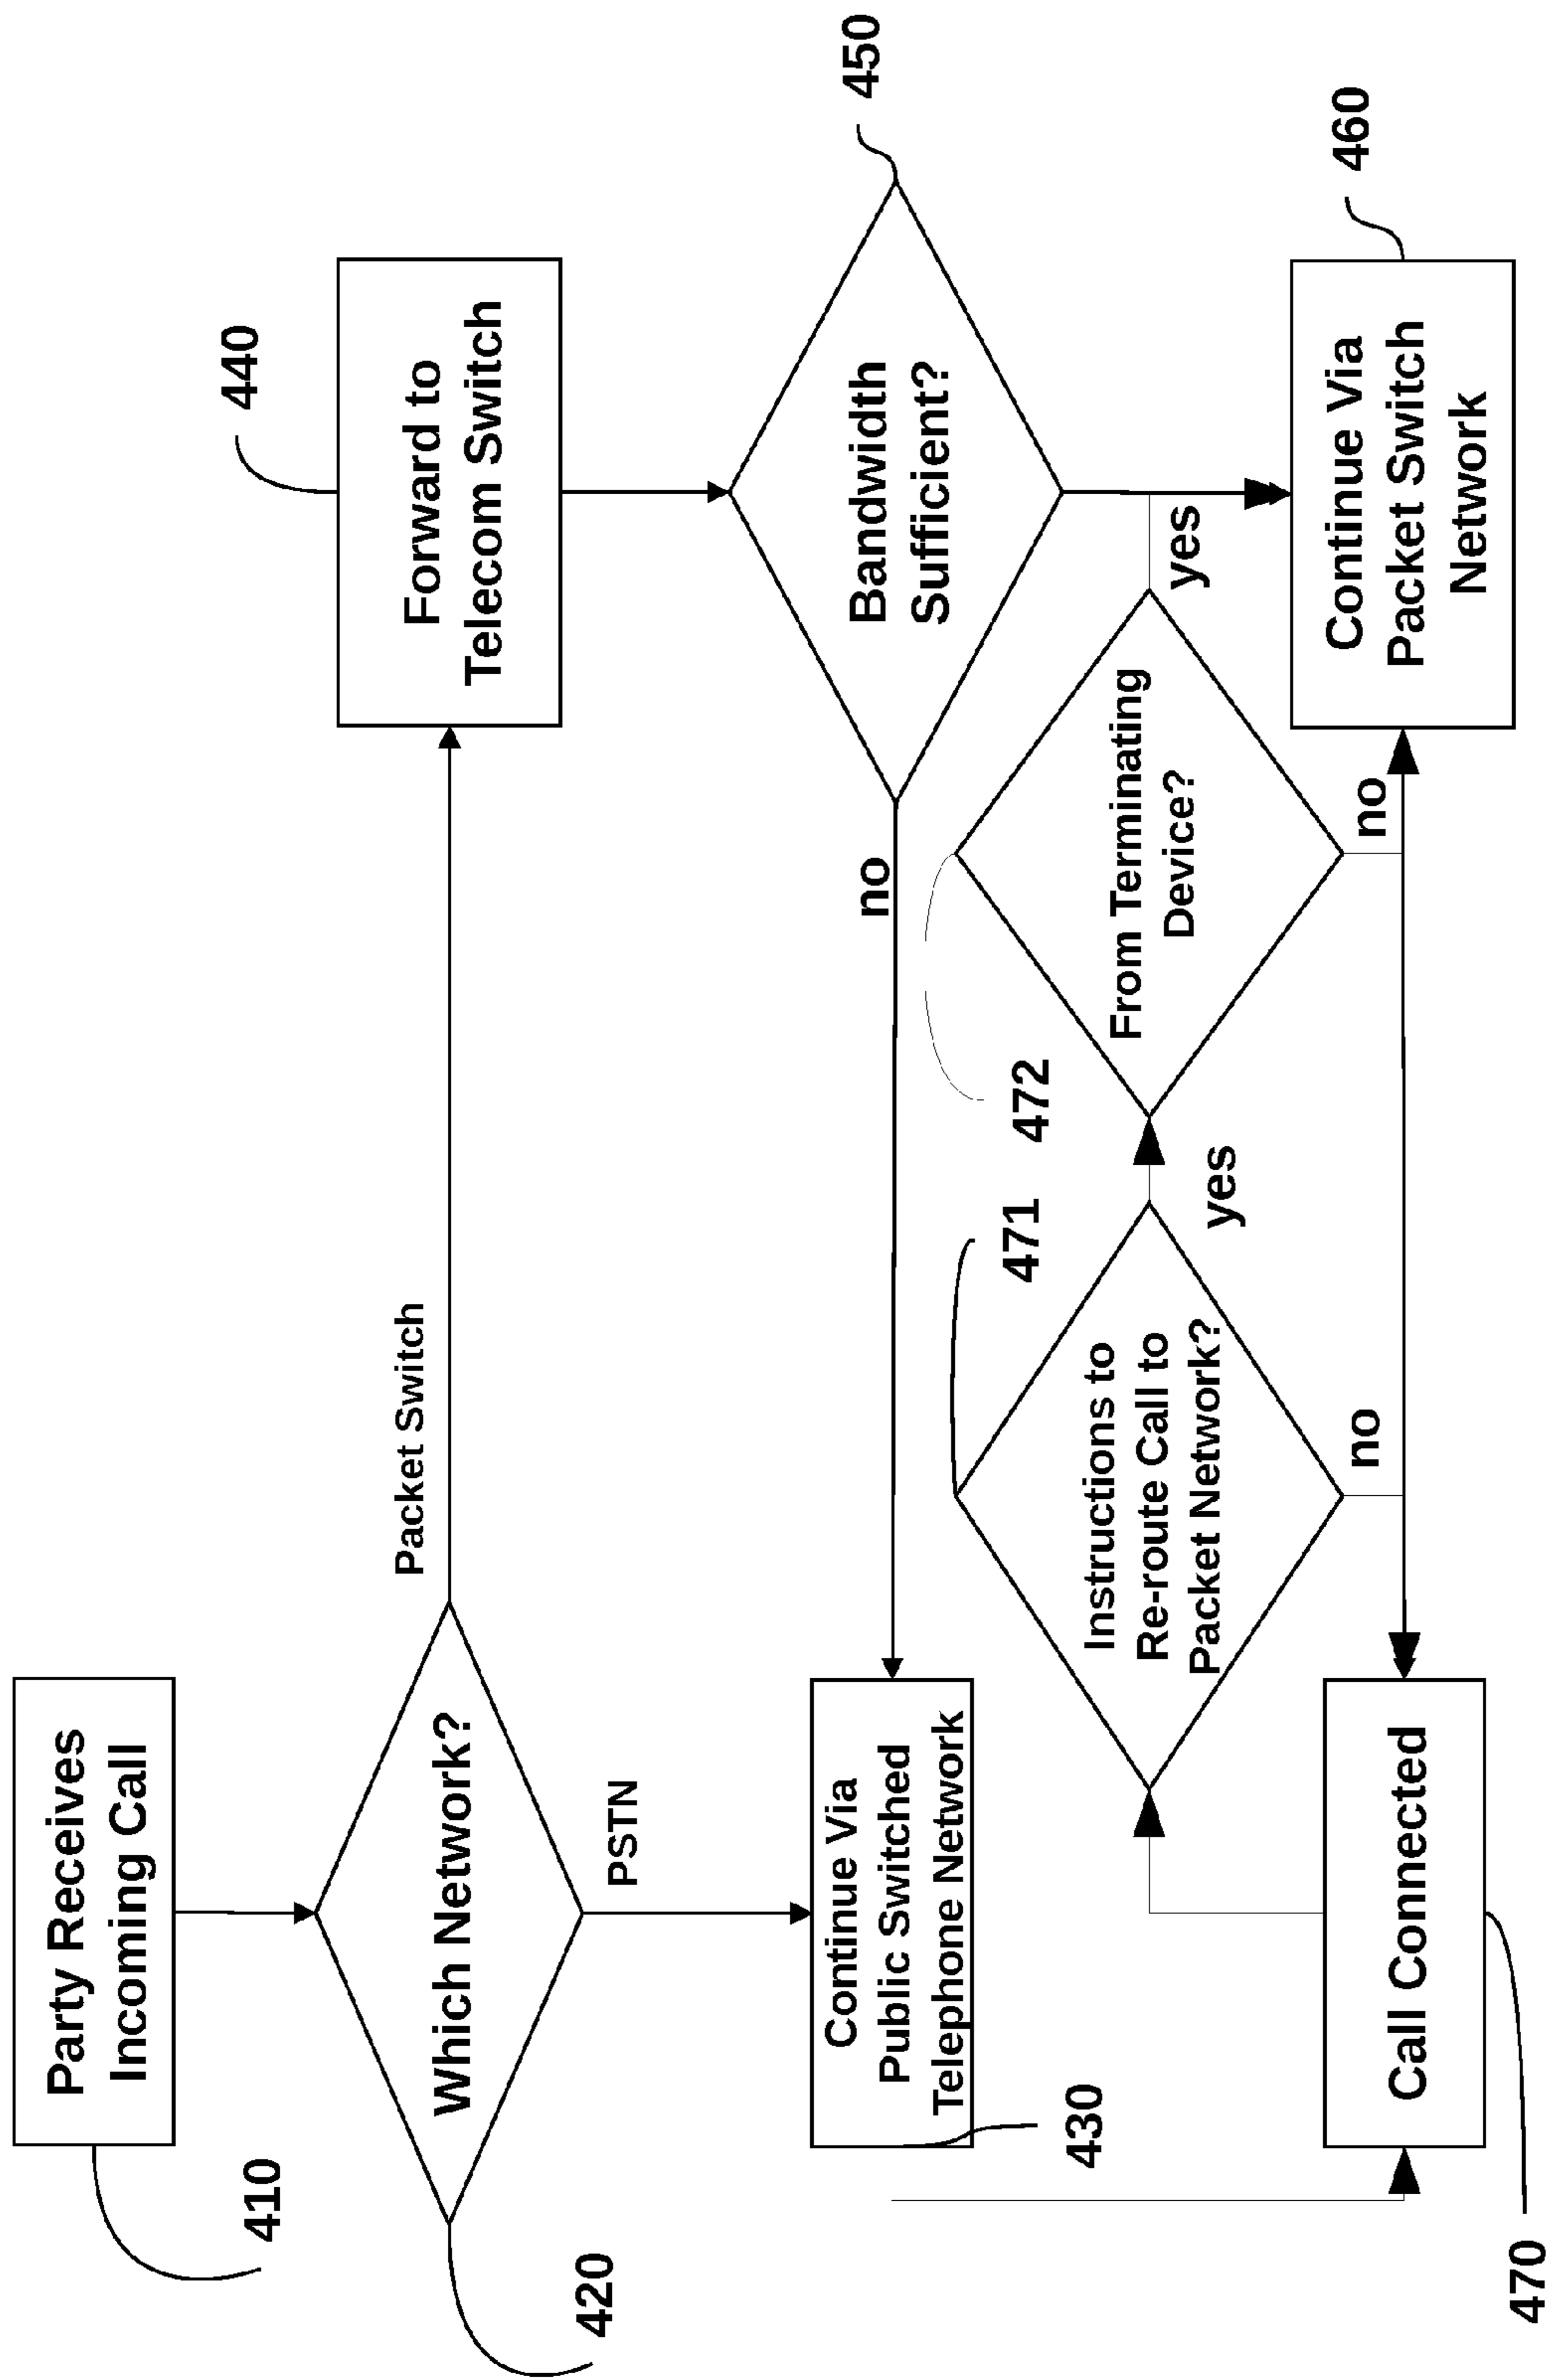 Party Receives
Incoming Call
410
Which Network?
420
Packet Switch
PSTN
Forward to
Telecom Switch
440
Bandwidth
Sufficient?
450
no
Continue Via
Public Switched
Telephone Network
430
Instructions to
Re-route Call to
Packet Network?
471
yes
no
From Terminating
Device?
472
yes
no
Continue Via
Packet Switch
Network
460
Call Connected
470